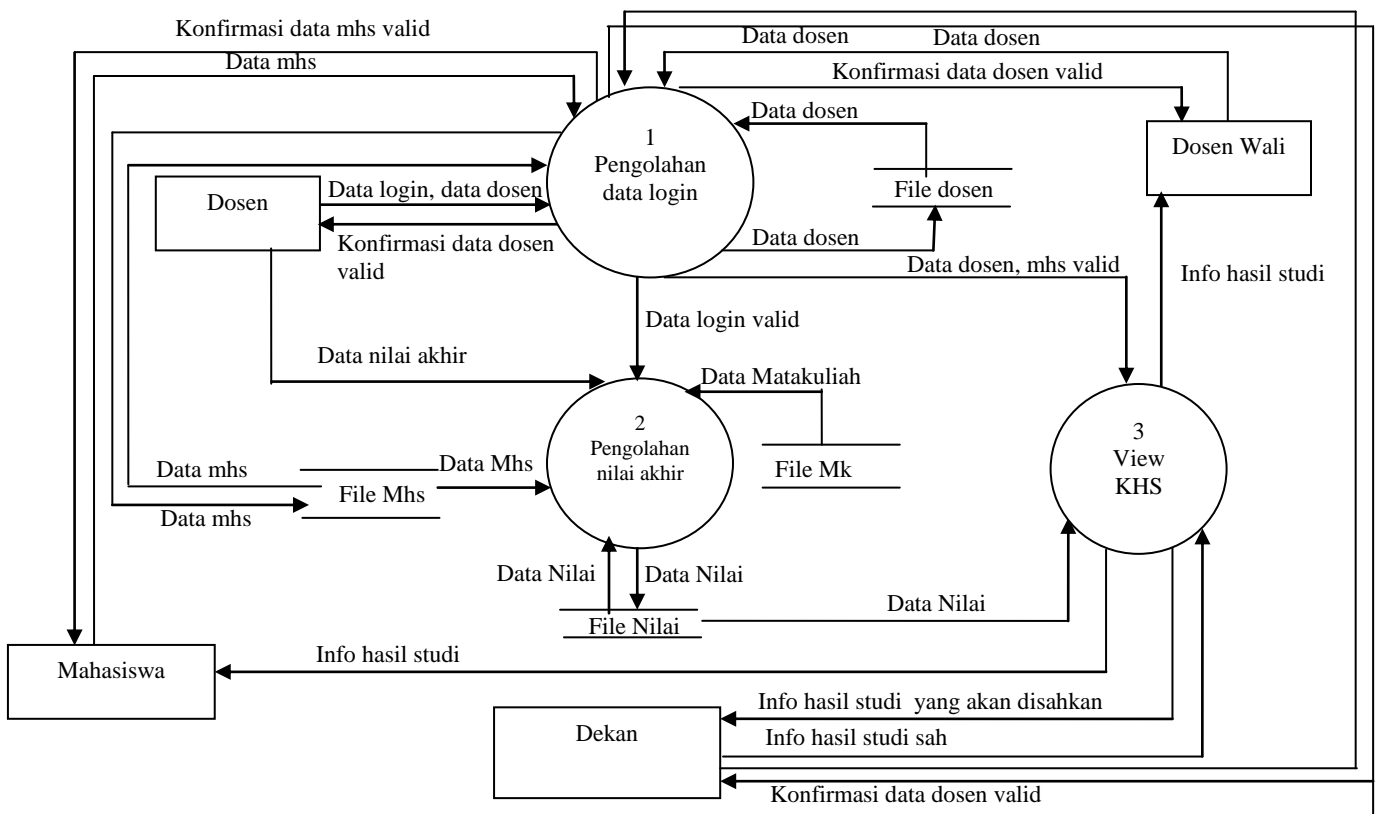 Konfirmasi data mhs valid
Data mhs
Data dosen
Data dosen
Konfirmasi data dosen valid
Data dosen
1
Pengolahan
data login
Dosen Wali
File dosen
Dosen
Data login, data dosen
Konfirmasi data dosen
valid
Data dosen
Data dosen, mhs valid
Info hasil studi
Data login valid
Data nilai akhir
Data Matakuliah
2
Pengolahan
nilai akhir
3
View
KHS
File Mk
Data mhs
Data Mhs
File Mhs
Data mhs
Data Nilai
Data Nilai
Data Nilai
File Nilai
Info hasil studi
Mahasiswa
Info hasil studi  yang akan disahkan
Dekan
Info hasil studi sah
Konfirmasi data dosen valid